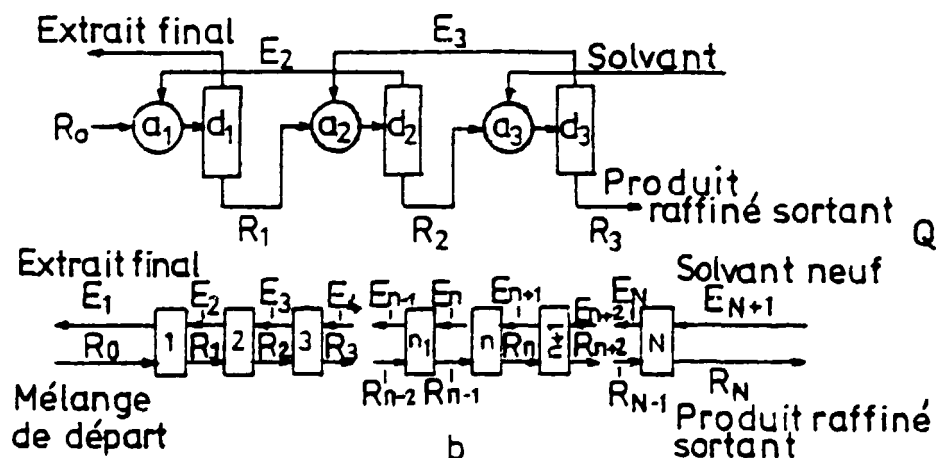 Extrait final
E2
E3
Solvant
R0
a1
d1
a2
d2
a3
d3
R1
R2
R3
Produit
raffiné sortant
Q
Extrait final
Solvant neuf
E1
E2
E3
E4
En-1
En
En+1
En+2
EN
EN+1
1
2
3
n1
n
n+1
N
R0
R1
R2
R3
Rn-2
Rn-1
Rn
Rn+2
RN-1
RN
Mélange
de départ
Produit raffiné
sortant
b